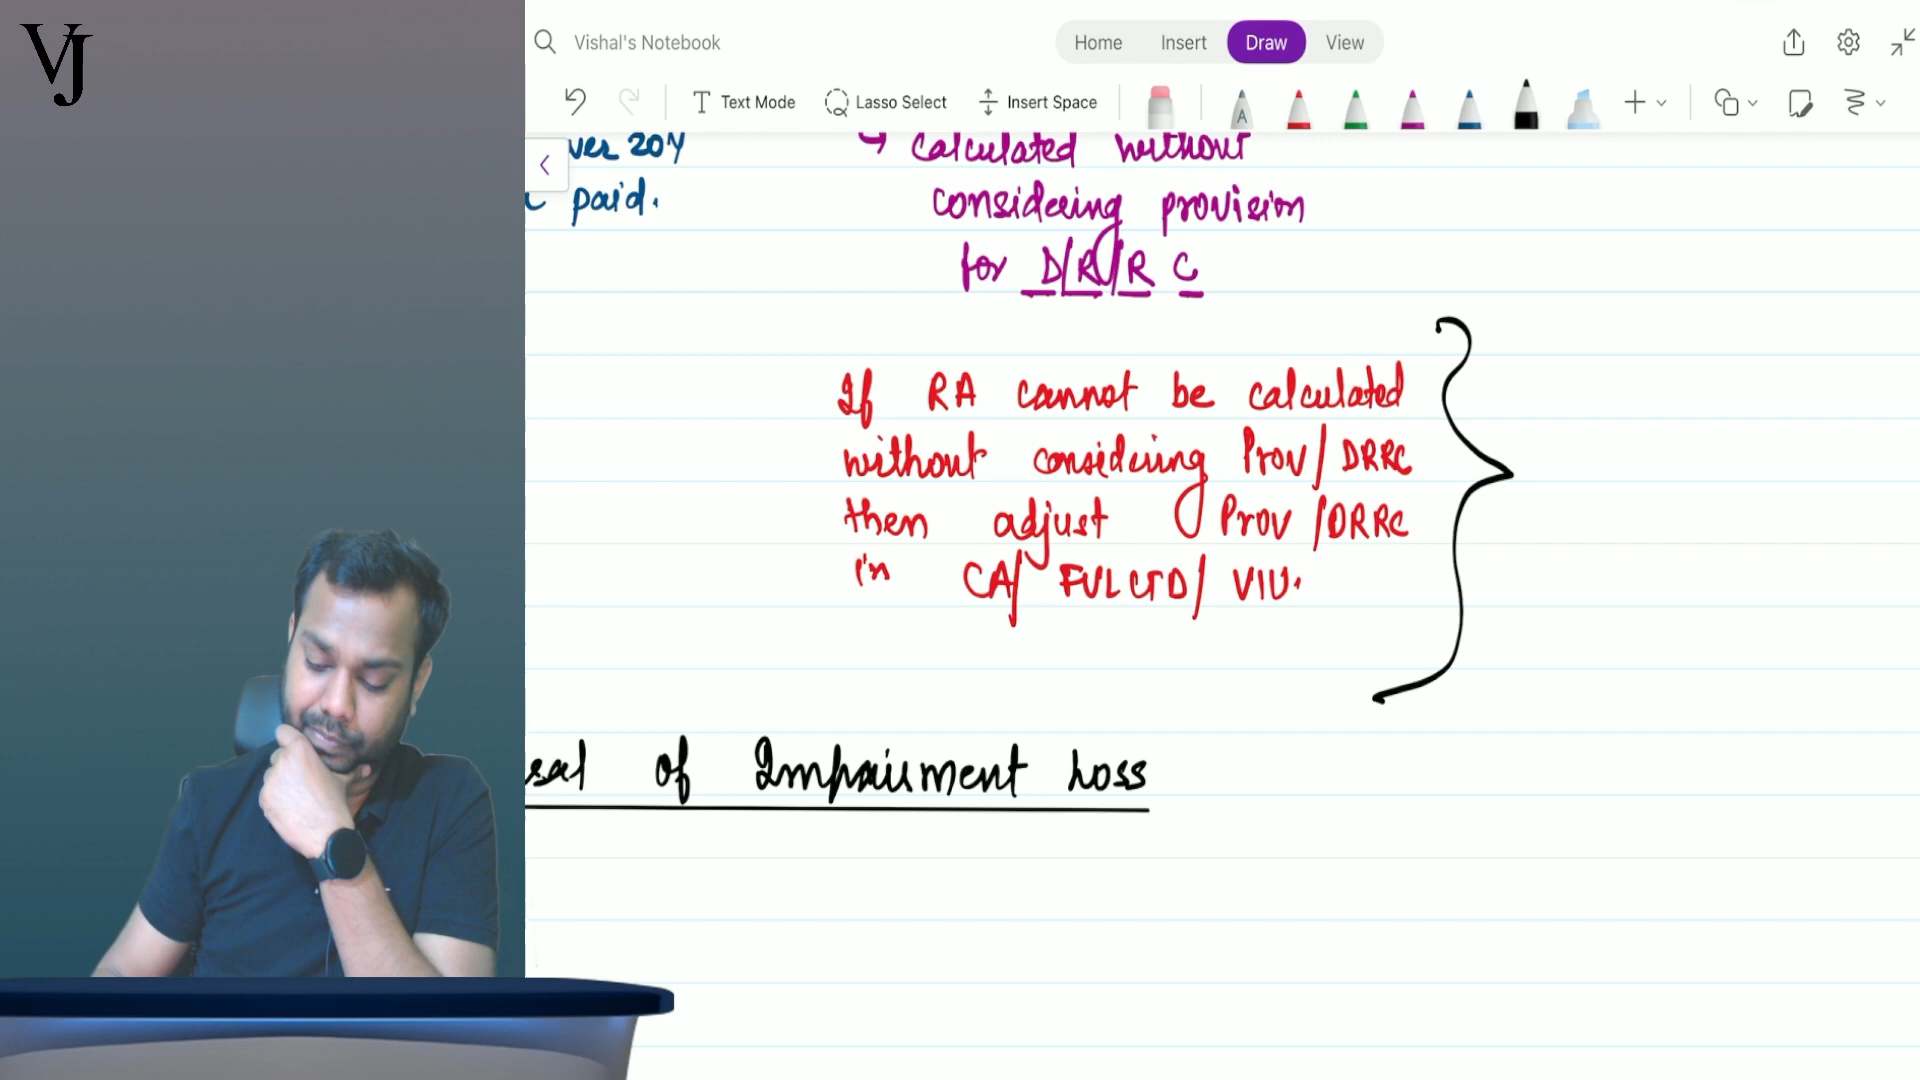 VJ
Vishal's Notebook
Home Insert Draw View
Text Mode Lasso Select Insert Space
A
ver 20Y
paid.
↳ Calculated without
considering provision
for D/R/R C
If RA cannot be calculated
without considering Prov/DRRC
then adjust Prov/DRRC
in CA/ FVLCTD/ VIU.
sal of Impairment Loss